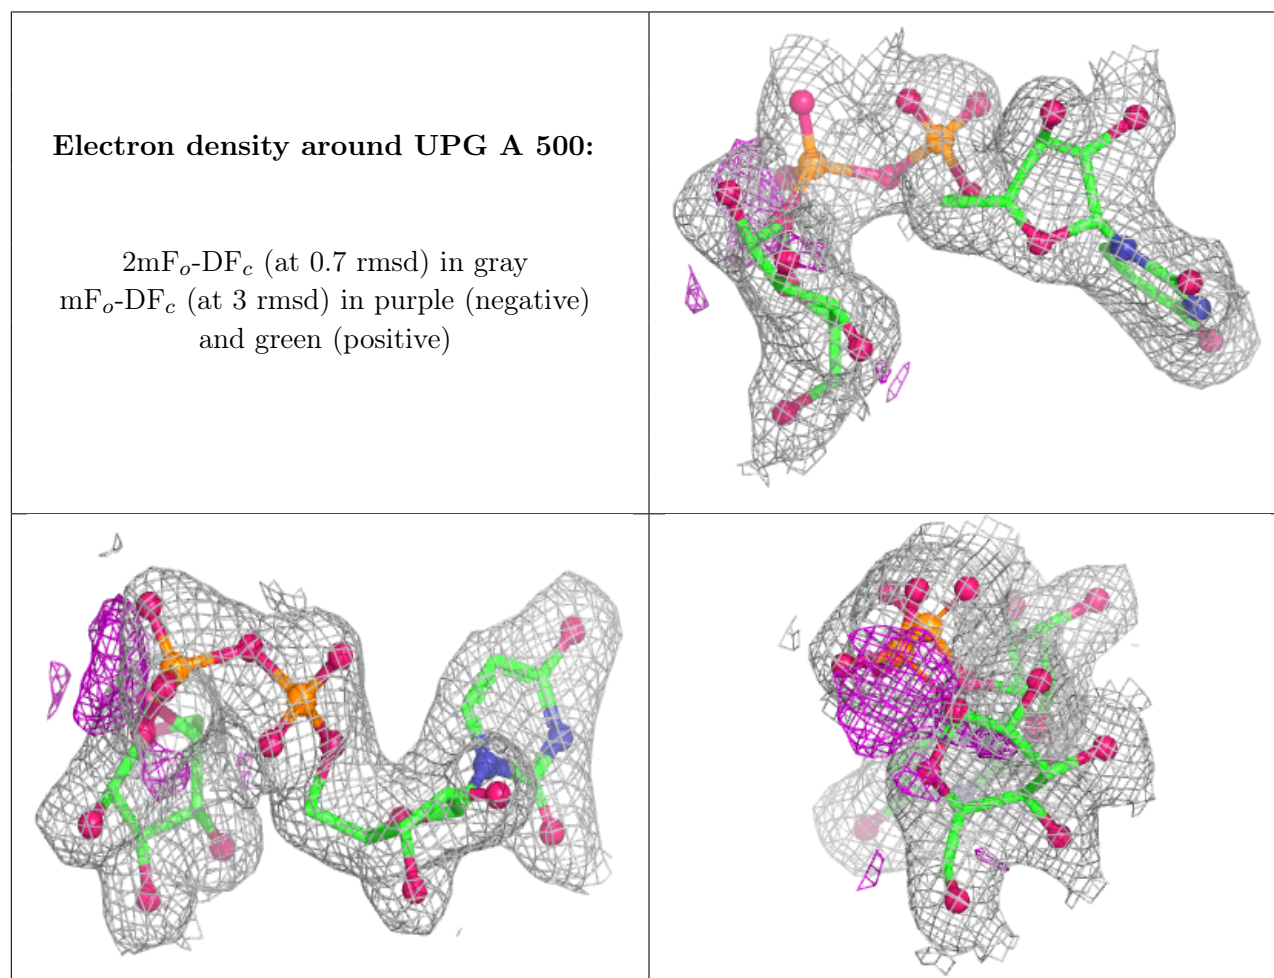 Electron density around UPG A 500:
2mFₒ-DF𝒸 (at 0.7 rmsd) in gray
mFₒ-DF𝒸 (at 3 rmsd) in purple (negative)
and green (positive)